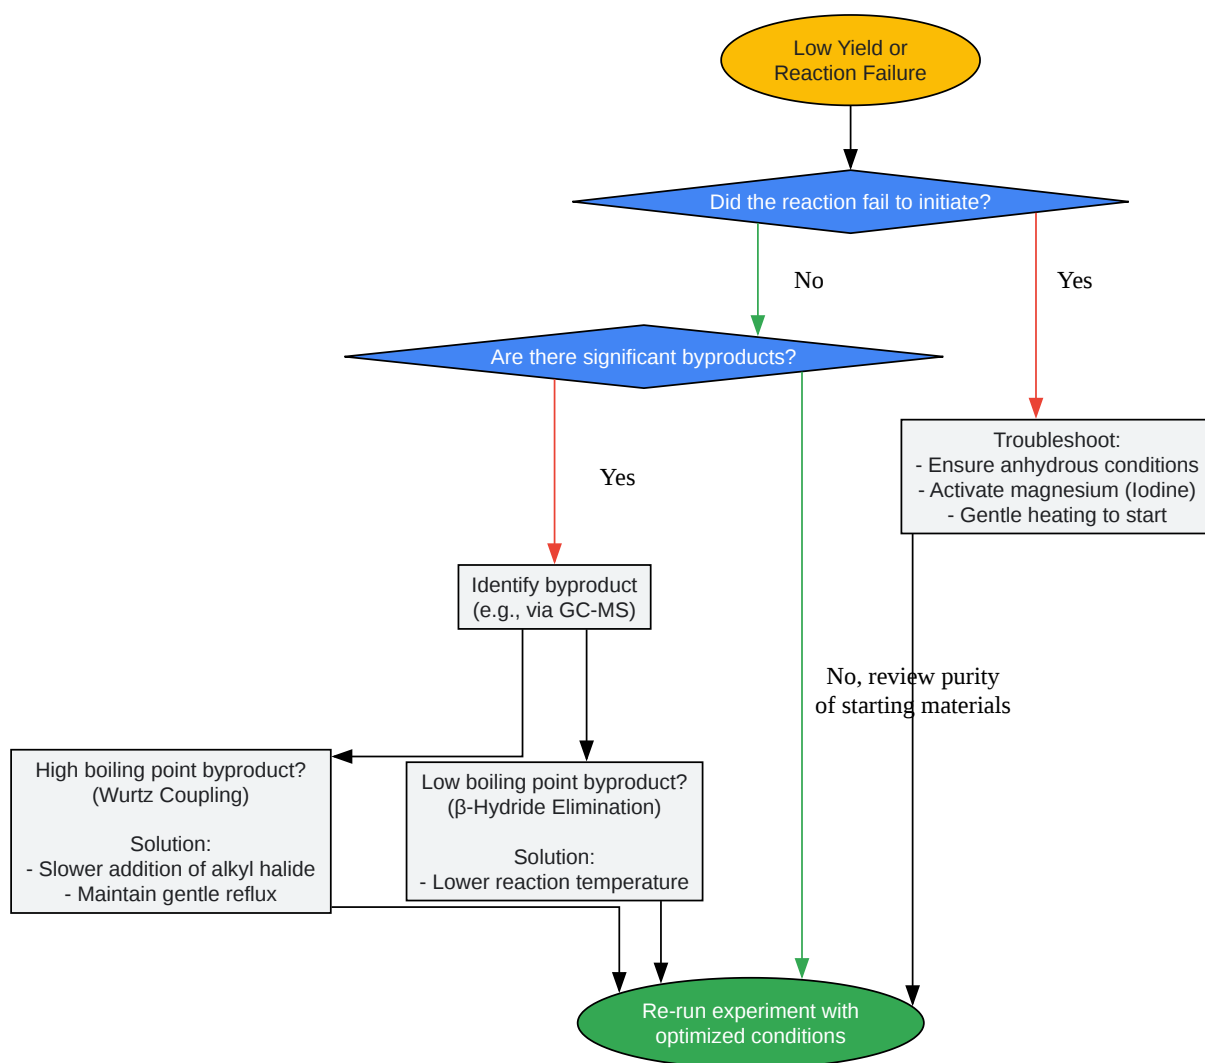 Low Yield or
Reaction Failure
Did the reaction fail to initiate?
No
Yes
Are there significant byproducts?
Troubleshoot:
- Ensure anhydrous conditions
- Activate magnesium (Iodine)
- Gentle heating to start
Yes
Identify byproduct
(e.g., via GC-MS)
No, review purity
of starting materials
High boiling point byproduct?
(Wurtz Coupling)
Solution:
- Slower addition of alkyl halide
- Maintain gentle reflux
Low boiling point byproduct?
(β-Hydride Elimination)
Solution:
- Lower reaction temperature
Re-run experiment with
optimized conditions